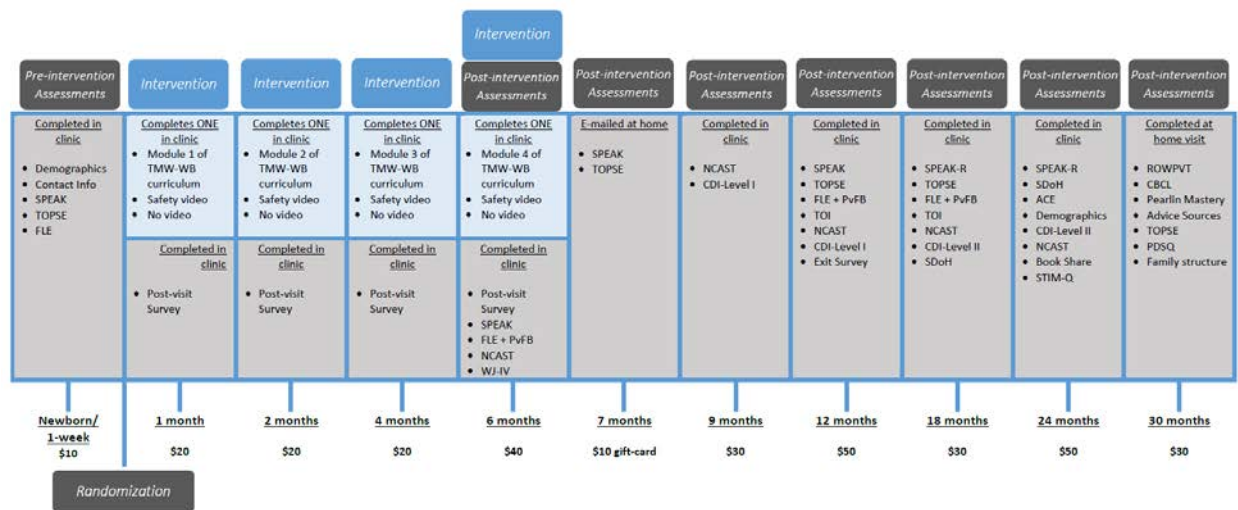 Pre-intervention
Assessments
Intervention
Intervention
Intervention
Intervention
Post-intervention
Assessments
Post-intervention
Assessments
Post-intervention
Assessments
Post-intervention
Assessments
Post-intervention
Assessments
Post-intervention
Assessments
Post-intervention
Assessments
Completed in
clinic
• Demographics
• Contact Info
• SPEAK
• TOPSE
• FLE
Completes ONE
in clinic
• Module 1 of
TMW-WB
curriculum
• Safety video
• No video
Completed in
clinic
• Post-visit
Survey
Completes ONE
in clinic
• Module 2 of
TMW-WB
curriculum
• Safety video
• No video
Completed in
clinic
• Post-visit
Survey
Completes ONE
in clinic
• Module 3 of
TMW-WB
curriculum
• Safety video
• No video
Completed in
clinic
• Post-visit
Survey
Completes ONE
in clinic
• Module 4 of
TMW-WB
curriculum
• Safety video
• No video
Completed in
clinic
• Post-visit
Survey
• SPEAK
• FLE + PvFB
• NCAST
• WJ-IV
E-mailed at home
• SPEAK
• TOPSE
Completed in
clinic
• NCAST
• CDI-Level I
Completed in
clinic
• SPEAK
• TOPSE
• FLE + PvFB
• TOI
• NCAST
• CDI-Level I
• Exit Survey
Completed in
clinic
• SPEAK-R
• TOPSE
• FLE + PvFB
• TOI
• NCAST
• CDI-Level II
• SDoH
Completed in
clinic
• SPEAK-R
• SDoH
• ACE
• Demographics
• CDI-Level II
• NCAST
• Book Share
• STIM-Q
Completed at
home visit
• ROWPVT
• CBCL
• Pearlin Mastery
• Advice Sources
• TOPSE
• PDSQ
• Family structure
Newborn/
1-week
$10
1 month
$20
2 months
$20
4 months
$20
6 months
$40
7 months
$10 gift-card
9 months
$30
12 months
$50
18 months
$30
24 months
$50
30 months
$30
Randomization